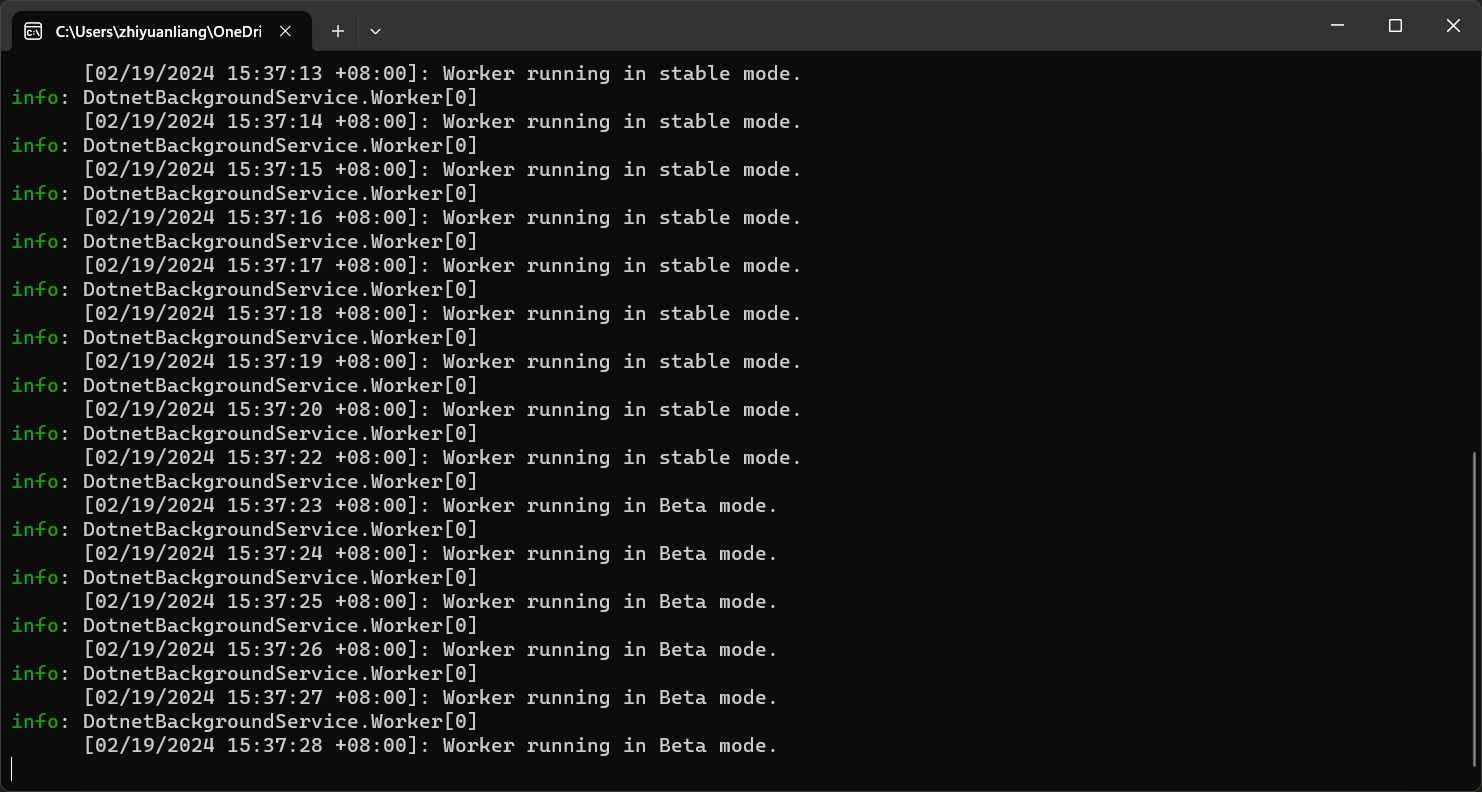 C:\Users\zhiyuanliang\OneDri
[02/19/2024 15:37:13 +08:00]: Worker running in stable mode.
info: DotnetBackgroundService.Worker[0]
[02/19/2024 15:37:14 +08:00]: Worker running in stable mode.
info: DotnetBackgroundService.Worker[0]
[02/19/2024 15:37:15 +08:00]: Worker running in stable mode.
info: DotnetBackgroundService.Worker[0]
[02/19/2024 15:37:16 +08:00]: Worker running in stable mode.
info: DotnetBackgroundService.Worker[0]
[02/19/2024 15:37:17 +08:00]: Worker running in stable mode.
info: DotnetBackgroundService.Worker[0]
[02/19/2024 15:37:18 +08:00]: Worker running in stable mode.
info: DotnetBackgroundService.Worker[0]
[02/19/2024 15:37:19 +08:00]: Worker running in stable mode.
info: DotnetBackgroundService.Worker[0]
[02/19/2024 15:37:20 +08:00]: Worker running in stable mode.
info: DotnetBackgroundService.Worker[0]
[02/19/2024 15:37:22 +08:00]: Worker running in stable mode.
info: DotnetBackgroundService.Worker[0]
[02/19/2024 15:37:23 +08:00]: Worker running in Beta mode.
info: DotnetBackgroundService.Worker[0]
[02/19/2024 15:37:24 +08:00]: Worker running in Beta mode.
info: DotnetBackgroundService.Worker[0]
[02/19/2024 15:37:25 +08:00]: Worker running in Beta mode.
info: DotnetBackgroundService.Worker[0]
[02/19/2024 15:37:26 +08:00]: Worker running in Beta mode.
info: DotnetBackgroundService.Worker[0]
[02/19/2024 15:37:27 +08:00]: Worker running in Beta mode.
info: DotnetBackgroundService.Worker[0]
[02/19/2024 15:37:28 +08:00]: Worker running in Beta mode.